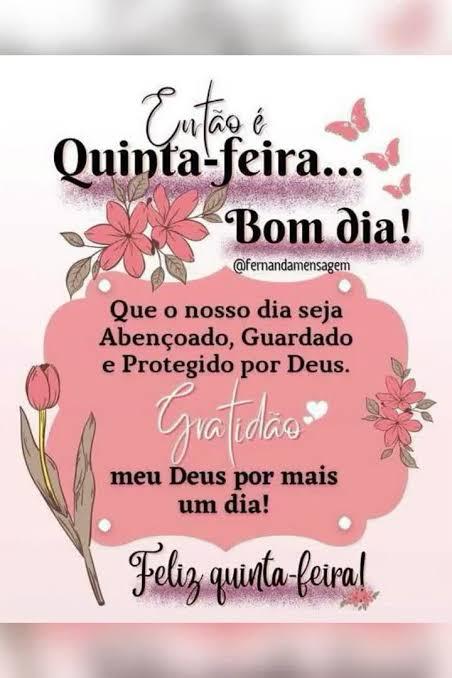 Então é
Quinta-feira...
Bom dia!
@fernandamensagem
Que o nosso dia seja
Abençoado, Guardado
e Protegido por Deus.
Gratidão
meu Deus por mais
um dia!
Feliz quinta-feira!